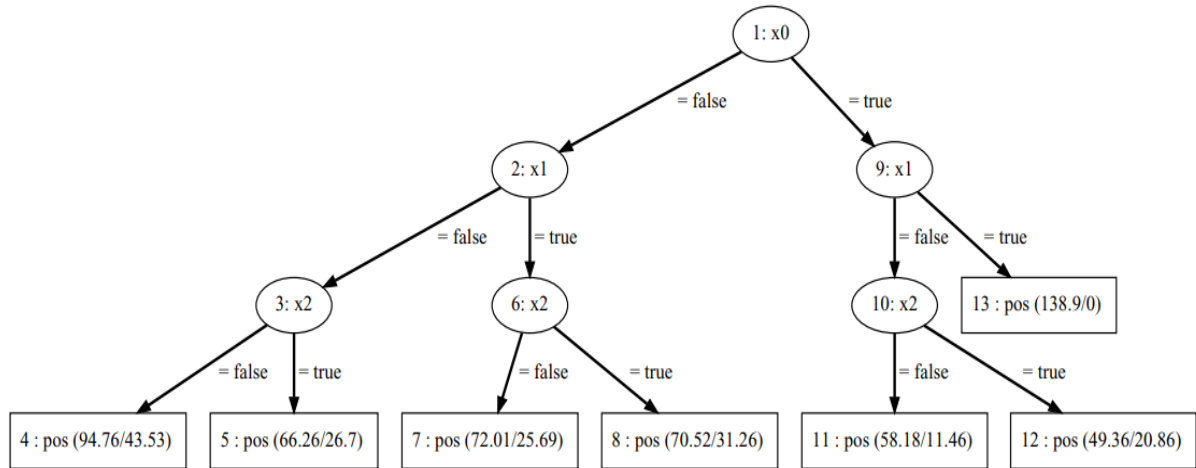 1: x0
= false
= true
2: x1
9: x1
= false
= true
= false
= true
3: x2
6: x2
10: x2
13 : pos (138.9/0)
= false
= true
= false
= true
= false
= true
4 : pos (94.76/43.53)
5 : pos (66.26/26.7)
7 : pos (72.01/25.69)
8 : pos (70.52/31.26)
11 : pos (58.18/11.46)
12 : pos (49.36/20.86)